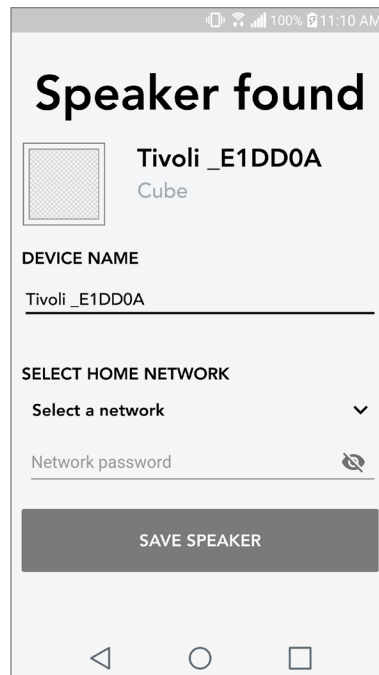 100% 11:10 AM
Speaker found
Tivoli _E1DD0A
Cube
DEVICE NAME
Tivoli _E1DD0A
SELECT HOME NETWORK
Select a network
Network password
SAVE SPEAKER